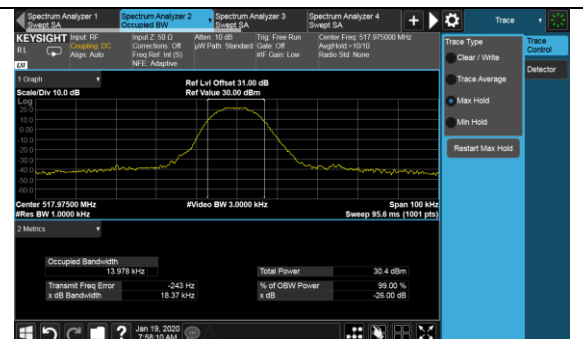 Spectrum Analyzer 1
Swept SA
Spectrum Analyzer 2
Occupied BW
Spectrum Analyzer 3
Swept SA
Spectrum Analyzer 4
Swept SA
+
Trace
KEYSIGHT
Input: RF
Coupling: DC
Align: Auto
RL
LXI
Input Z: 50 Ω
Corrections: Off
Freq Ref: Int (S)
NFE: Adaptive
Atten: 10 dB
µW Path: Standard
Trig: Free Run
Gate: Off
#IF Gain: Low
Center Freq: 517.975000 MHz
Avg|Hold:>10/10
Radio Std: None
Trace Type
Clear / Write
Trace Average
Max Hold
Min Hold
Restart Max Hold
Trace
Control
Detector
1 Graph
Scale/Div 10.0 dB
Ref Lvl Offset 31.00 dB
Ref Value 30.00 dBm
Log
20.0
10.0
0.00
-10.0
-20.0
-30.0
-40.0
-50.0
-60.0
Center 517.97500 MHz
#Res BW 1.0000 kHz
#Video BW 3.0000 kHz
Span 100 kHz
Sweep 95.6 ms (1001 pts)
2 Metrics
Occupied Bandwidth
13.978 kHz
Total Power 30.4 dBm
Transmit Freq Error -243 Hz
% of OBW Power 99.00 %
x dB Bandwidth 18.37 kHz
x dB -26.00 dB
?
Jan 19, 2020
7:58:10 AM